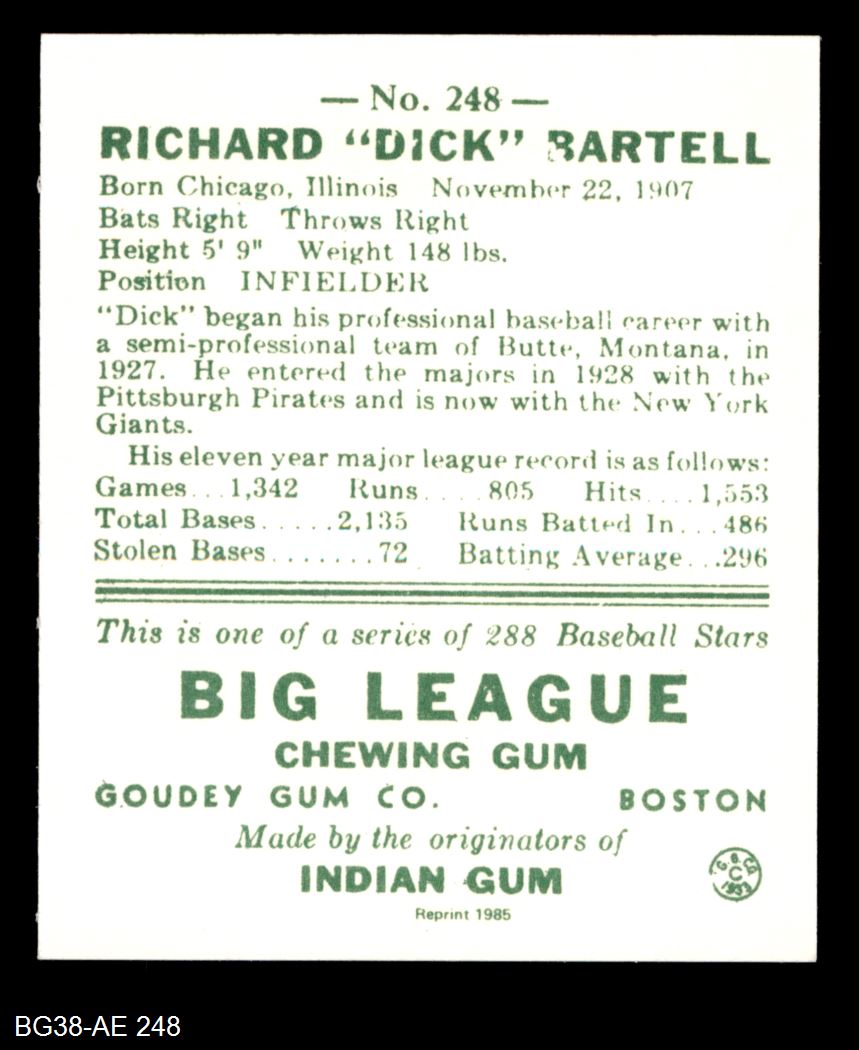 — No. 248 —
RICHARD “DICK” BARTELL
Born Chicago, Illinois November 22, 1907
Bats Right Throws Right
Height 5' 9" Weight 148 lbs.
Position INFIELDER
“Dick” began his professional baseball career with
a semi-professional team of Butte, Montana, in
1927. He entered the majors in 1928 with the
Pittsburgh Pirates and is now with the New York
Giants.
His eleven year major league record is as follows:
Games...1,342 Runs.....805 Hits.....1,553
Total Bases......2,135 Runs Batted In...486
Stolen Bases.......72 Batting Average...296
This is one of a series of 288 Baseball Stars
BIG LEAGUE
CHEWING GUM
GOUDEY GUM CO. BOSTON
Made by the originators of
INDIAN GUM
G. G. CO.
C
1933
Reprint 1985
BG38-AE 248